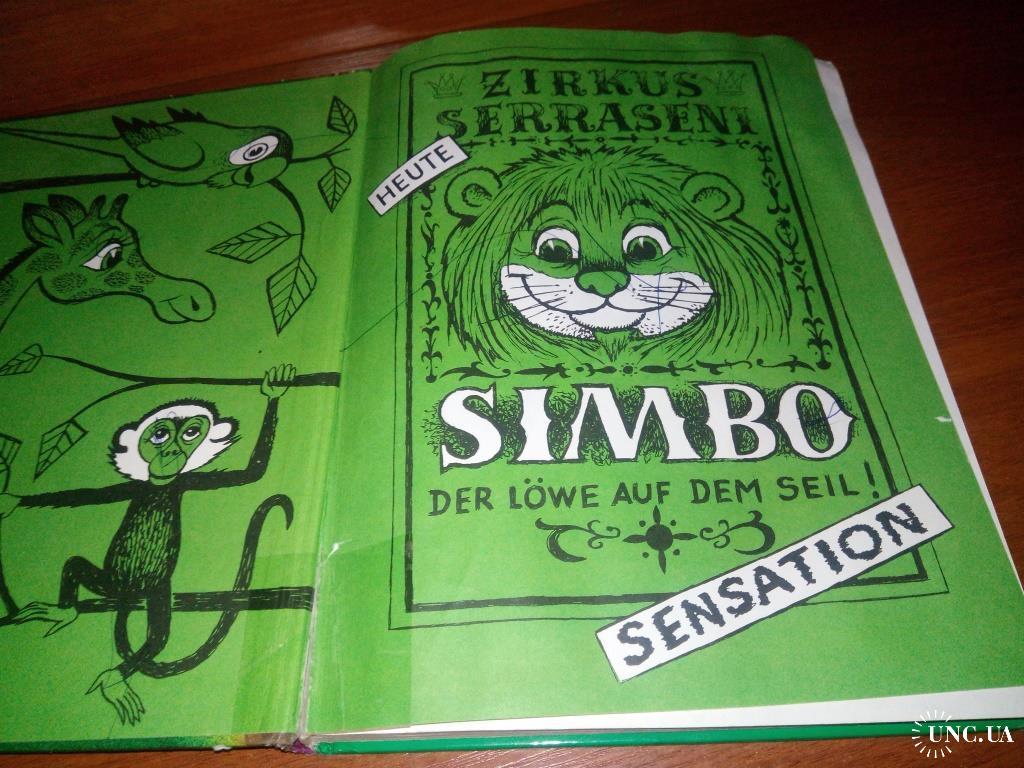 ZIRKUS
SERRASENI
HEUTE
SIMBO
DER LÖWE AUF DEM SEIL!
SENSATION
UNC.UA